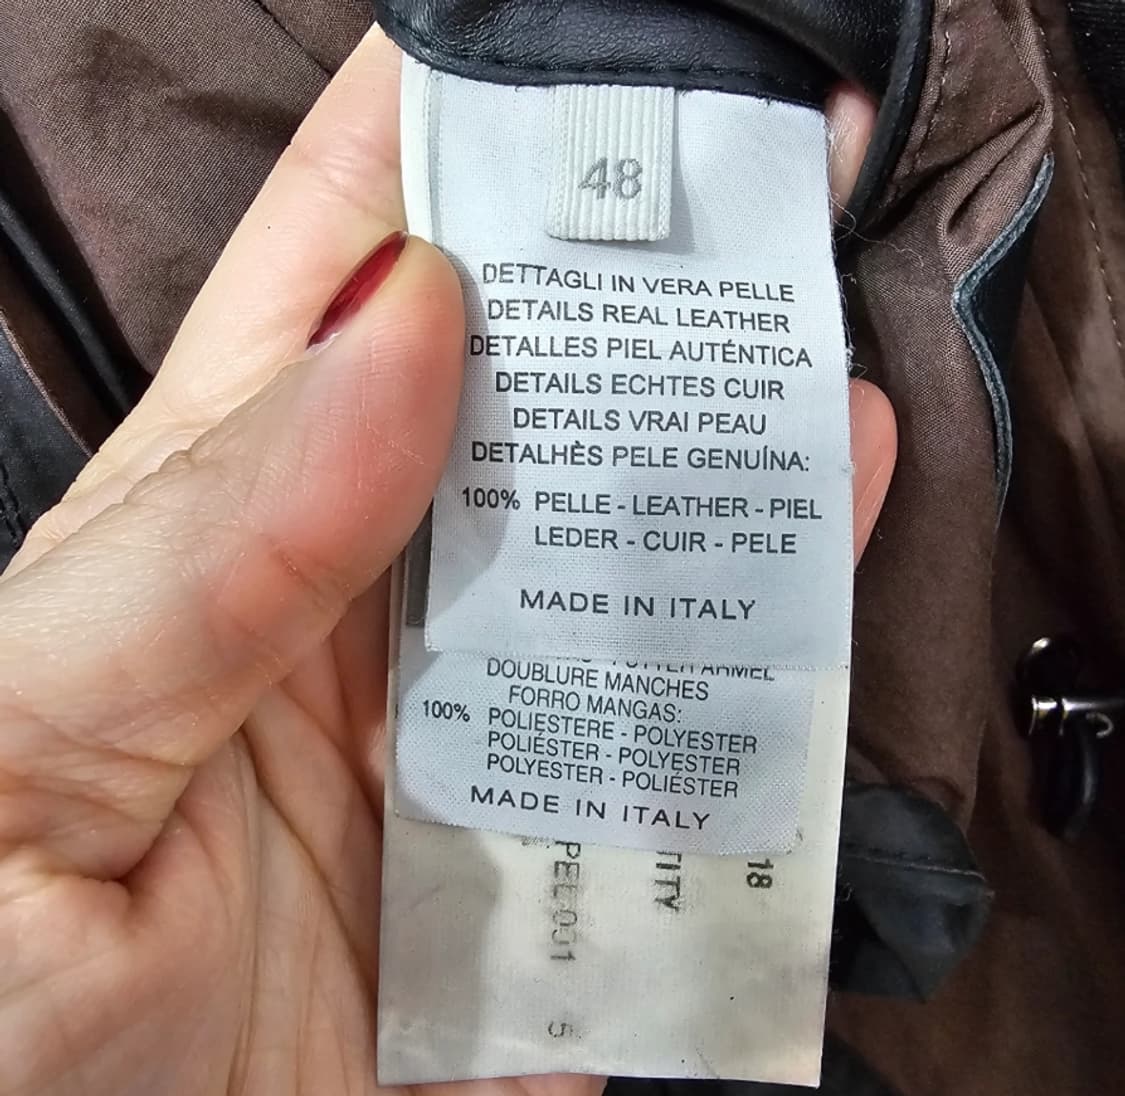 48
DETTAGLI IN VERA PELLE
DETAILS REAL LEATHER
DETALLES PIEL AUTÉNTICA
DETAILS ECHTES CUIR
DETAILS VRAI PEAU
DETALHÈS PELE GENUÍNA:
100% PELLE - LEATHER - PIEL
LEDER - CUIR - PELE
MADE IN ITALY
DOUBLURE MANCHES
FORRO MANGAS:
100% POLIESTERE - POLYESTER
POLIÉSTER - POLYESTER
POLYESTER - POLIÉSTER
MADE IN ITALY
18